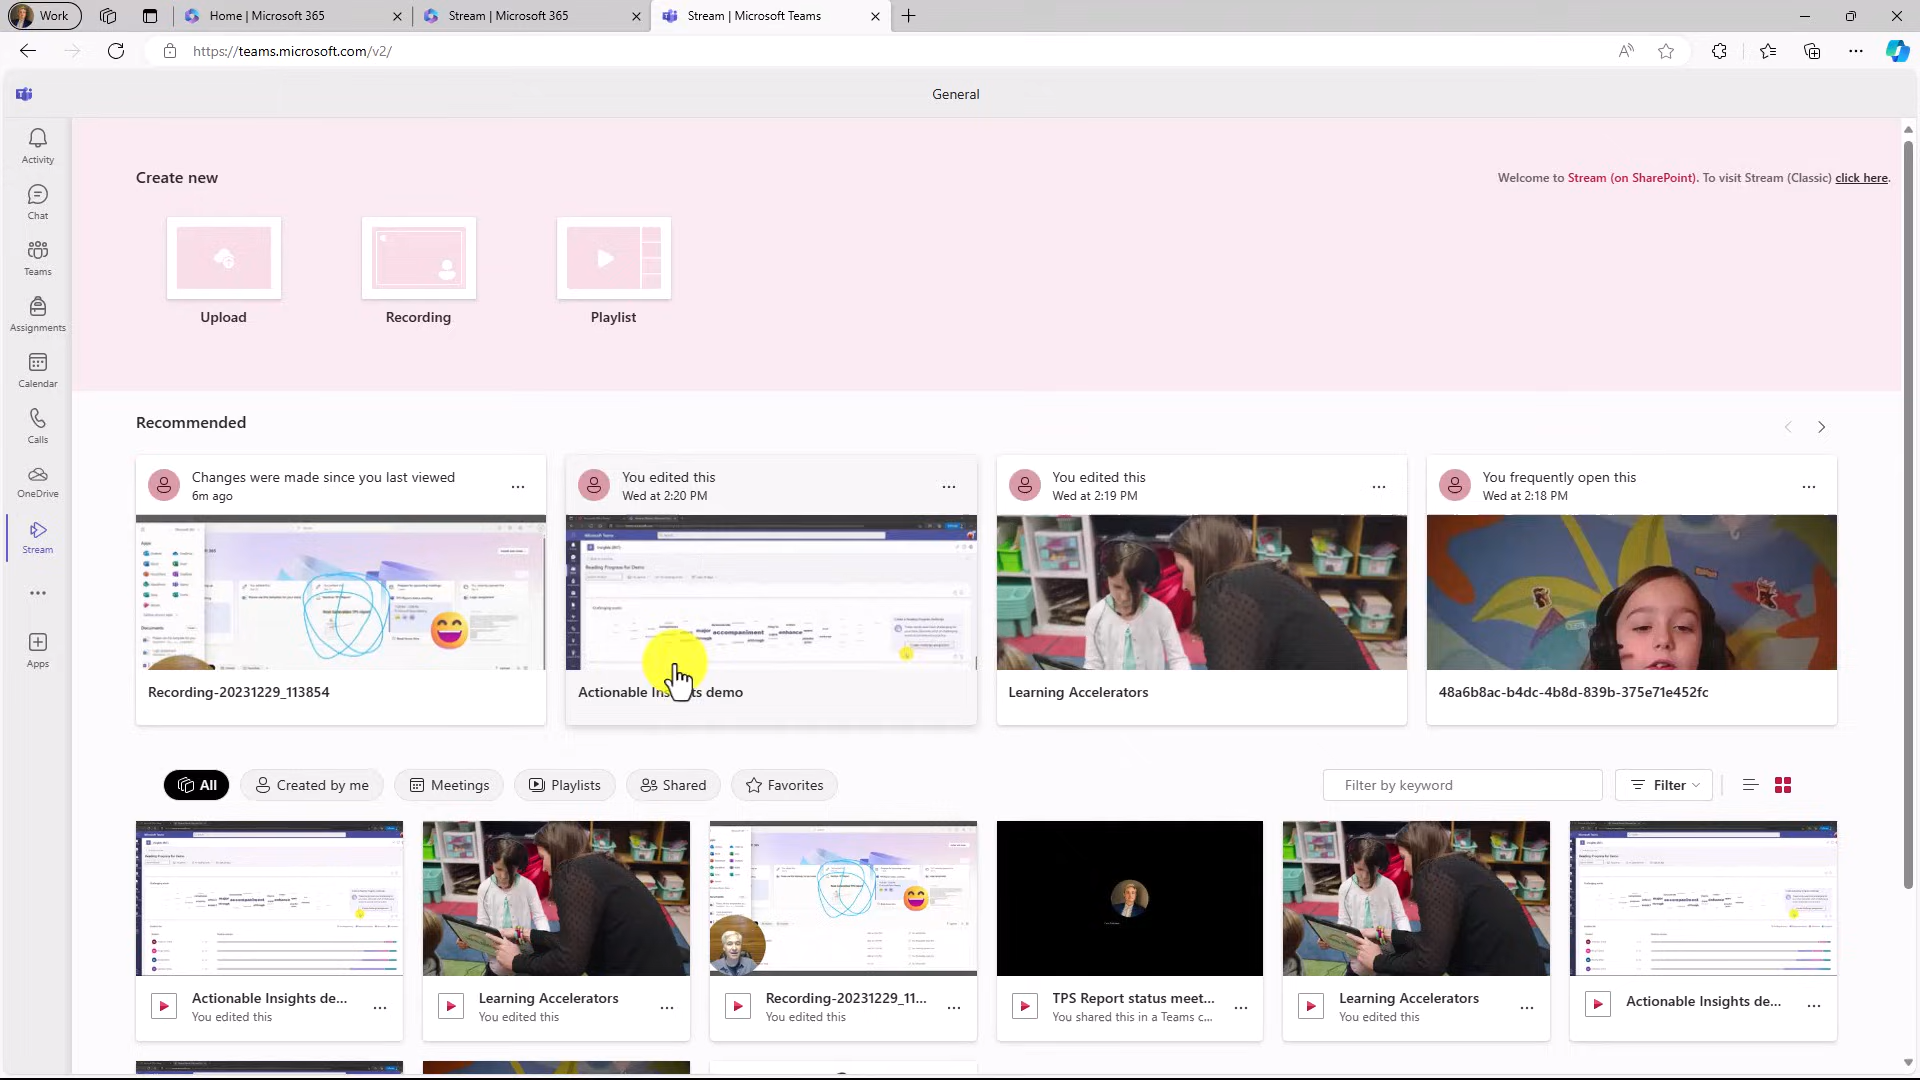 Work
Home | Microsoft 365
Stream | Microsoft 365
Stream | Microsoft Teams
https://teams.microsoft.com/v2/
General
Activity
Chat
Teams
Assignments
Calendar
Calls
OneDrive
Stream
Apps
Create new
Welcome to Stream (on SharePoint). To visit Stream (Classic) click here.
Upload
Recording
Playlist
Recommended
Changes were made since you last viewed
6m ago
Recording-20231229_113854
You edited this
Wed at 2:20 PM
Actionable demo
You edited this
Wed at 2:19 PM
Learning Accelerators
You frequently open this
Wed at 2:18 PM
48a6b8ac-b4dc-4b8d-839b-375e71e452fc
All
Created by me
Meetings
Playlists
Shared
Favorites
Filter by keyword
Filter
Actionable Insights de...
You edited this
Learning Accelerators
You edited this
Recording-20231229_11...
You edited this
TPS Report status meet...
You shared this in a Teams c...
Learning Accelerators
You edited this
Actionable Insights de...